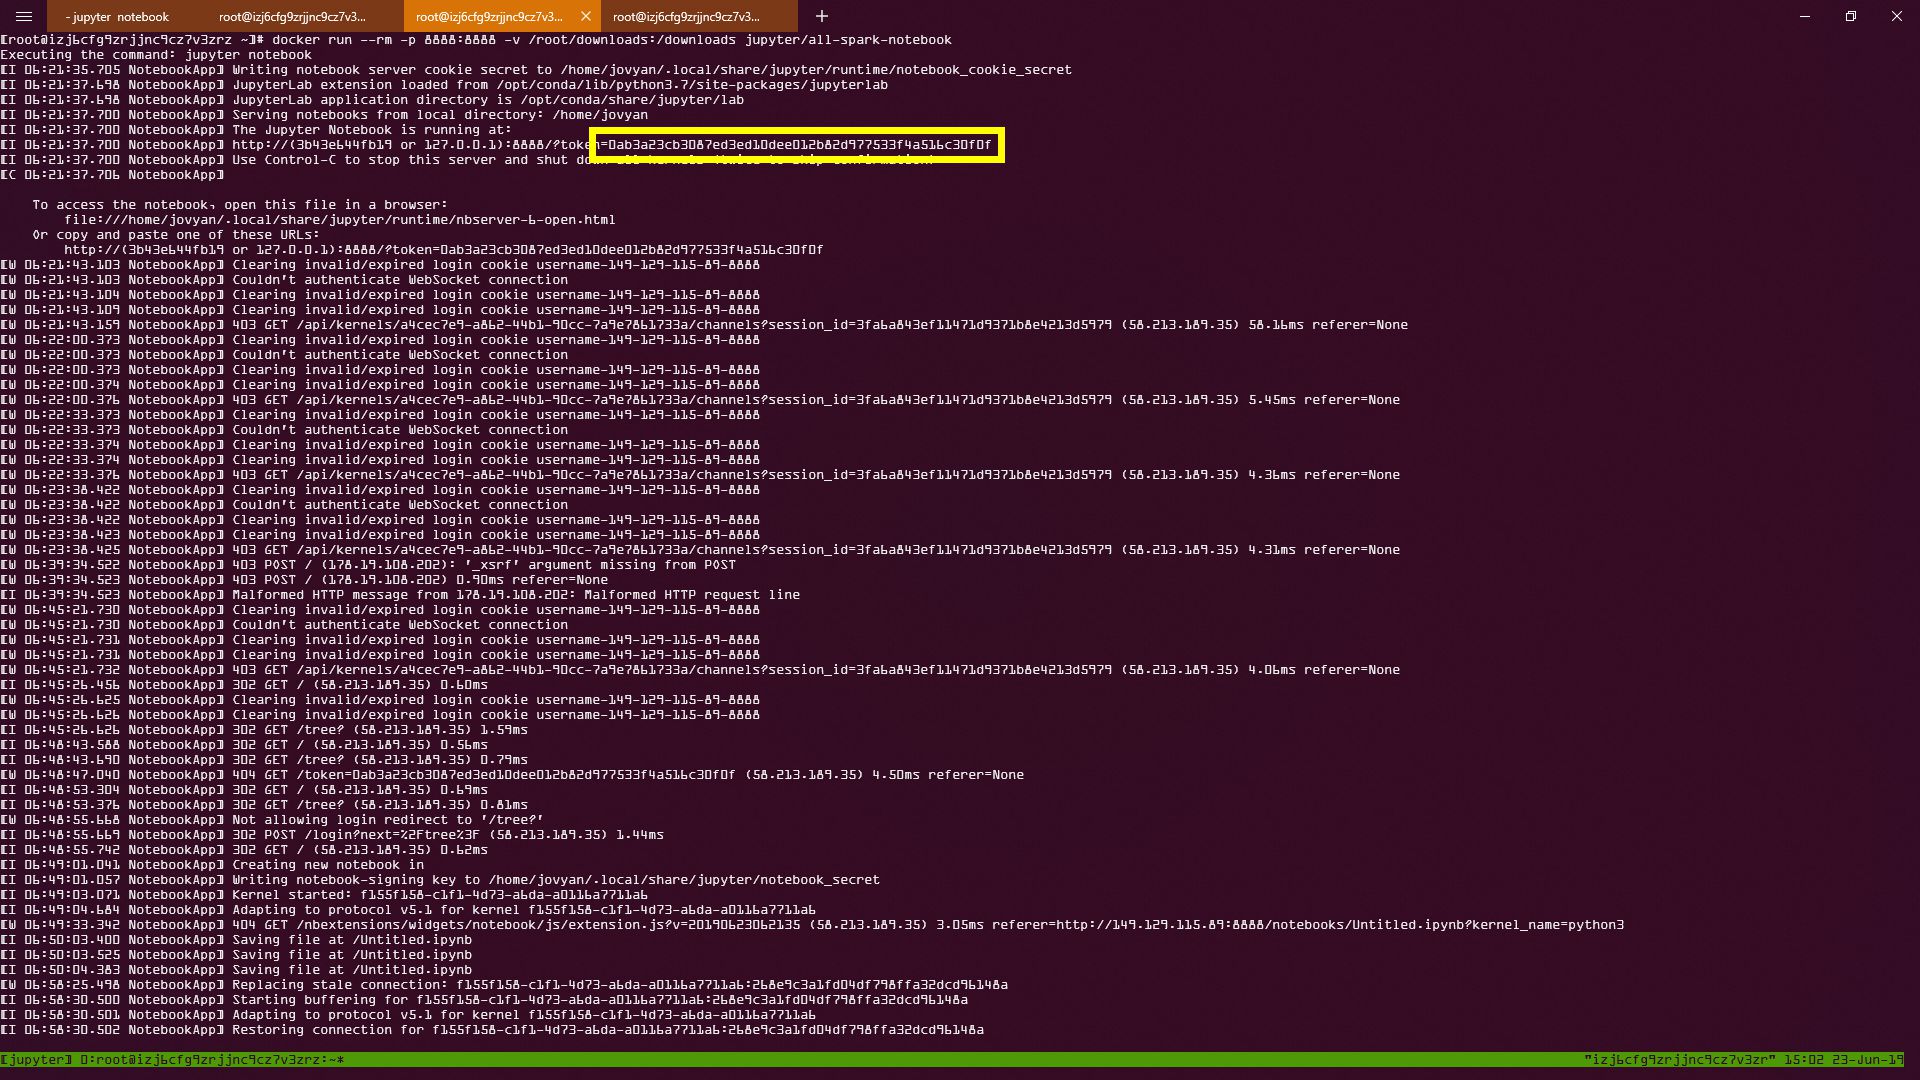 - jupyter notebook
root@izj6cfg9zrjjnc9cz7v3...
root@izj6cfg9zrjjnc9cz7v3...
root@izj6cfg9zrjjnc9cz7v3...
[root@izj6cfg9zrjjnc9cz7v3zrz ~]# docker run --rm -p 8888:8888 -v /root/downloads:/downloads jupyter/all-spark-notebook
Executing the command: jupyter notebook
[I 06:21:35.705 NotebookApp] Writing notebook server cookie secret to /home/jovyan/.local/share/jupyter/runtime/notebook_cookie_secret
[I 06:21:37.698 NotebookApp] JupyterLab extension loaded from /opt/conda/lib/python3.7/site-packages/jupyterlab
[I 06:21:37.698 NotebookApp] JupyterLab application directory is /opt/conda/share/jupyter/lab
[I 06:21:37.700 NotebookApp] Serving notebooks from local directory: /home/jovyan
[I 06:21:37.700 NotebookApp] The Jupyter Notebook is running at:
[I 06:21:37.700 NotebookApp] http://(3b43e644fb19 or 127.0.0.1):8888/?token=0ab3a23cb3087ed3ed10dee012b82d977533f4a516c30f0f
[I 06:21:37.700 NotebookApp] Use Control-C to stop this server and shut down all kernels (twice to skip confirmation)
[C 06:21:37.706 NotebookApp]
To access the notebook, open this file in a browser:
file:///home/jovyan/.local/share/jupyter/runtime/nbserver-6-open.html
Or copy and paste one of these URLs:
http://(3b43e644fb19 or 127.0.0.1):8888/?token=0ab3a23cb3087ed3ed10dee012b82d977533f4a516c30f0f
[W 06:21:43.103 NotebookApp] Clearing invalid/expired login cookie username-149-129-115-89-8888
[W 06:21:43.103 NotebookApp] Couldn't authenticate WebSocket connection
[W 06:21:43.104 NotebookApp] Clearing invalid/expired login cookie username-149-129-115-89-8888
[W 06:21:43.109 NotebookApp] Clearing invalid/expired login cookie username-149-129-115-89-8888
[W 06:21:43.159 NotebookApp] 403 GET /api/kernels/a4cec7e9-a862-44b1-90cc-7a9e7861733a/channels?session_id=3fa6a843ef11471d9371b8e4213d5979 (58.213.189.35) 58.16ms referer=None
[W 06:22:00.373 NotebookApp] Clearing invalid/expired login cookie username-149-129-115-89-8888
[W 06:22:00.373 NotebookApp] Couldn't authenticate WebSocket connection
[W 06:22:00.373 NotebookApp] Clearing invalid/expired login cookie username-149-129-115-89-8888
[W 06:22:00.374 NotebookApp] Clearing invalid/expired login cookie username-149-129-115-89-8888
[W 06:22:00.376 NotebookApp] 403 GET /api/kernels/a4cec7e9-a862-44b1-90cc-7a9e7861733a/channels?session_id=3fa6a843ef11471d9371b8e4213d5979 (58.213.189.35) 5.45ms referer=None
[W 06:22:33.373 NotebookApp] Clearing invalid/expired login cookie username-149-129-115-89-8888
[W 06:22:33.373 NotebookApp] Couldn't authenticate WebSocket connection
[W 06:22:33.374 NotebookApp] Clearing invalid/expired login cookie username-149-129-115-89-8888
[W 06:22:33.374 NotebookApp] Clearing invalid/expired login cookie username-149-129-115-89-8888
[W 06:22:33.376 NotebookApp] 403 GET /api/kernels/a4cec7e9-a862-44b1-90cc-7a9e7861733a/channels?session_id=3fa6a843ef11471d9371b8e4213d5979 (58.213.189.35) 4.36ms referer=None
[W 06:23:38.422 NotebookApp] Clearing invalid/expired login cookie username-149-129-115-89-8888
[W 06:23:38.422 NotebookApp] Couldn't authenticate WebSocket connection
[W 06:23:38.422 NotebookApp] Clearing invalid/expired login cookie username-149-129-115-89-8888
[W 06:23:38.423 NotebookApp] Clearing invalid/expired login cookie username-149-129-115-89-8888
[W 06:23:38.425 NotebookApp] 403 GET /api/kernels/a4cec7e9-a862-44b1-90cc-7a9e7861733a/channels?session_id=3fa6a843ef11471d9371b8e4213d5979 (58.213.189.35) 4.31ms referer=None
[W 06:39:34.522 NotebookApp] 403 POST / (178.19.108.202): '_xsrf' argument missing from POST
[W 06:39:34.523 NotebookApp] 403 POST / (178.19.108.202) 0.90ms referer=None
[I 06:39:34.523 NotebookApp] Malformed HTTP message from 178.19.108.202: Malformed HTTP request line
[W 06:45:21.730 NotebookApp] Clearing invalid/expired login cookie username-149-129-115-89-8888
[W 06:45:21.730 NotebookApp] Couldn't authenticate WebSocket connection
[W 06:45:21.731 NotebookApp] Clearing invalid/expired login cookie username-149-129-115-89-8888
[W 06:45:21.731 NotebookApp] Clearing invalid/expired login cookie username-149-129-115-89-8888
[W 06:45:21.732 NotebookApp] 403 GET /api/kernels/a4cec7e9-a862-44b1-90cc-7a9e7861733a/channels?session_id=3fa6a843ef11471d9371b8e4213d5979 (58.213.189.35) 4.06ms referer=None
[I 06:45:26.456 NotebookApp] 302 GET / (58.213.189.35) 0.60ms
[W 06:45:26.625 NotebookApp] Clearing invalid/expired login cookie username-149-129-115-89-8888
[W 06:45:26.626 NotebookApp] Clearing invalid/expired login cookie username-149-129-115-89-8888
[I 06:45:26.626 NotebookApp] 302 GET /tree? (58.213.189.35) 1.59ms
[I 06:48:43.588 NotebookApp] 302 GET / (58.213.189.35) 0.56ms
[I 06:48:43.690 NotebookApp] 302 GET /tree? (58.213.189.35) 0.79ms
[W 06:48:47.040 NotebookApp] 404 GET /token=0ab3a23cb3087ed3ed10dee012b82d977533f4a516c30f0f (58.213.189.35) 4.50ms referer=None
[I 06:48:53.304 NotebookApp] 302 GET / (58.213.189.35) 0.69ms
[I 06:48:53.376 NotebookApp] 302 GET /tree? (58.213.189.35) 0.81ms
[W 06:48:55.668 NotebookApp] Not allowing login redirect to '/tree?'
[I 06:48:55.669 NotebookApp] 302 POST /login?next=%2Ftree%3F (58.213.189.35) 1.44ms
[I 06:48:55.742 NotebookApp] 302 GET / (58.213.189.35) 0.62ms
[I 06:49:01.041 NotebookApp] Creating new notebook in
[I 06:49:01.057 NotebookApp] Writing notebook-signing key to /home/jovyan/.local/share/jupyter/notebook_secret
[I 06:49:03.071 NotebookApp] Kernel started: f155f158-c1f1-4d73-a6da-a0116a7711a6
[I 06:49:04.684 NotebookApp] Adapting to protocol v5.1 for kernel f155f158-c1f1-4d73-a6da-a0116a7711a6
[W 06:49:33.342 NotebookApp] 404 GET /nbextensions/widgets/notebook/js/extension.js?v=20190623062135 (58.213.189.35) 3.05ms referer=http://149.129.115.89:8888/notebooks/Untitled.ipynb?kernel_name=python3
[I 06:50:03.400 NotebookApp] Saving file at /Untitled.ipynb
[I 06:50:03.525 NotebookApp] Saving file at /Untitled.ipynb
[I 06:50:04.383 NotebookApp] Saving file at /Untitled.ipynb
[W 06:58:25.498 NotebookApp] Replacing stale connection: f155f158-c1f1-4d73-a6da-a0116a7711a6:268e9c3a1fd04df798ffa32dcd96148a
[I 06:58:30.500 NotebookApp] Starting buffering for f155f158-c1f1-4d73-a6da-a0116a7711a6:268e9c3a1fd04df798ffa32dcd96148a
[I 06:58:30.501 NotebookApp] Adapting to protocol v5.1 for kernel f155f158-c1f1-4d73-a6da-a0116a7711a6
[I 06:58:30.502 NotebookApp] Restoring connection for f155f158-c1f1-4d73-a6da-a0116a7711a6:268e9c3a1fd04df798ffa32dcd96148a
[jupyter] 0:root@izj6cfg9zrjjnc9cz7v3zrz:~* "izj6cfg9zrjjnc9cz7v3zr" 15:02 23-Jun-19